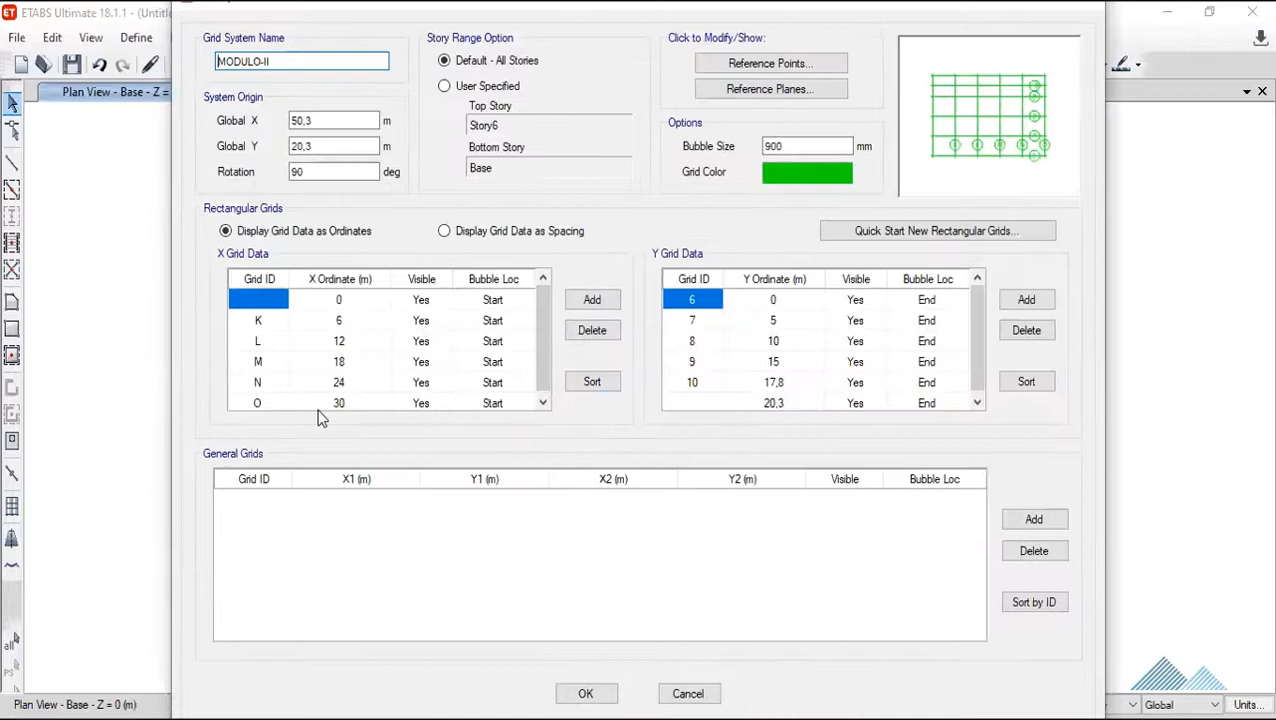 ETABS Ultimate 18.1.1 - (Untitl
File Edit View Define
Plan View - Base - Z =
Grid System Name
MODULO-II
System Origin
Global X 50,3 m
Global Y 20,3 m
Rotation 90 deg
Story Range Option
Default - All Stories
User Specified
Top Story
Story6
Bottom Story
Base
Click to Modify/Show:
Reference Points...
Reference Planes...
Options
Bubble Size 900 mm
Grid Color
Rectangular Grids
Display Grid Data as Ordinates Display Grid Data as Spacing Quick Start New Rectangular Grids...
X Grid Data
Grid ID X Ordinate (m) Visible Bubble Loc
0 Yes Start
K 6 Yes Start
L 12 Yes Start
M 18 Yes Start
N 24 Yes Start
O 30 Yes Start
Add
Delete
Sort
Y Grid Data
Grid ID Y Ordinate (m) Visible Bubble Loc
6 0 Yes End
7 5 Yes End
8 10 Yes End
9 15 Yes End
10 17,8 Yes End
20,3 Yes End
Add
Delete
Sort
General Grids
Grid ID X1 (m) Y1 (m) X2 (m) Y2 (m) Visible Bubble Loc
Add
Delete
Sort by ID
OK Cancel
all
PS
Plan View - Base - Z = 0 (m) Global Units...